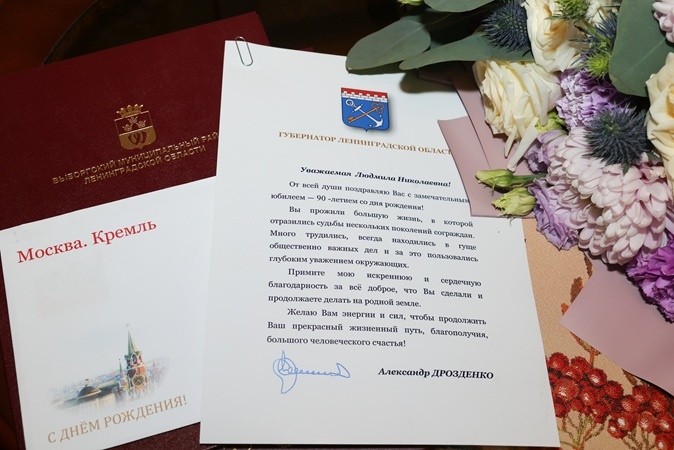 ВЫБОРГСКИЙ МУНИЦИПАЛЬНЫЙ РАЙ
ЛЕНИНГРАДСКОЙ ОБЛАСТИ
Москва. Кремль
С ДНЁМ РОЖДЕНИЯ!
ГУБЕРНАТОР ЛЕНИНГРАДСКОЙ ОБЛАС
Уважаемая Людмила Николаевна!
От всей души поздравляю Вас с замечательным
юбилеем — 90 -летием со дня рождения!
Вы прожили большую жизнь, в которой
отразились судьбы нескольких поколений сограждан.
Много трудились, всегда находились в гуще
общественно важных дел и за это пользовались
глубоким уважением окружающих.
Примите мою искреннюю и сердечную
благодарность за всё доброе, что Вы сделали и
продолжаете делать на родной земле.
Желаю Вам энергии и сил, чтобы продолжить
Ваш прекрасный жизненный путь, благополучия,
большого человеческого счастья!
Александр ДРОЗДЕНКО